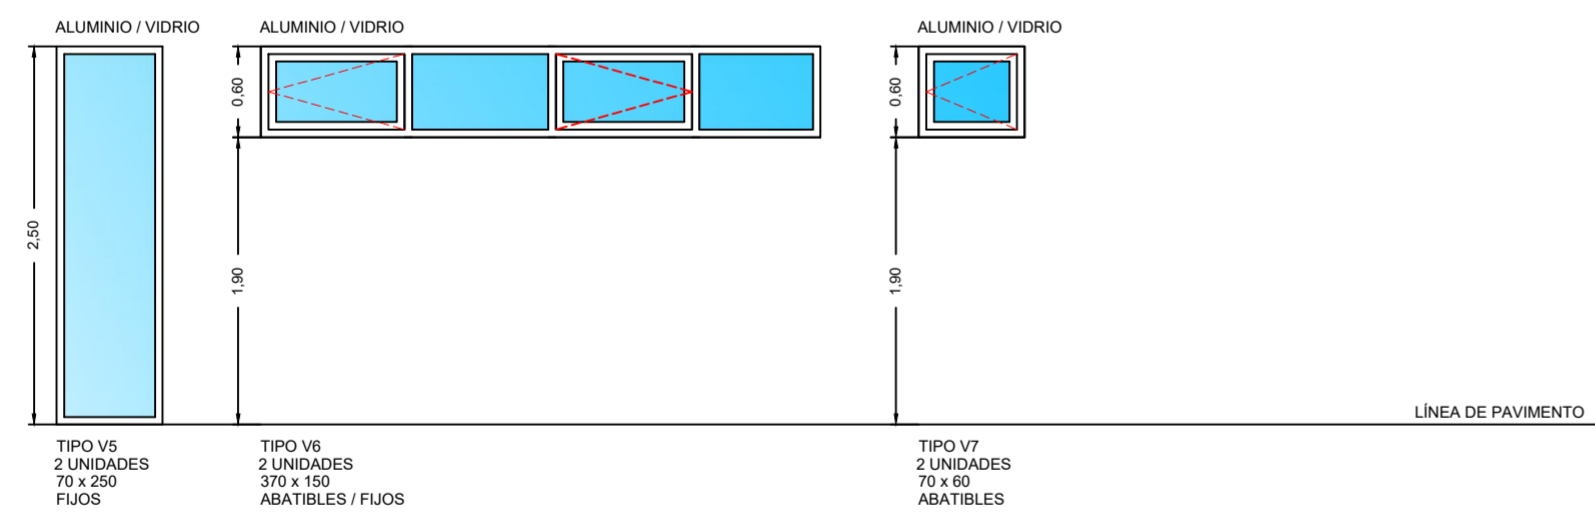 ALUMINIO / VIDRIO
ALUMINIO / VIDRIO
ALUMINIO / VIDRIO
2,50
0,60
1,90
0,60
1,90
LÍNEA DE PAVIMENTO
TIPO V5
2 UNIDADES
70 x 250
FIJOS
TIPO V6
2 UNIDADES
370 x 150
ABATIBLES / FIJOS
TIPO V7
2 UNIDADES
70 x 60
ABATIBLES